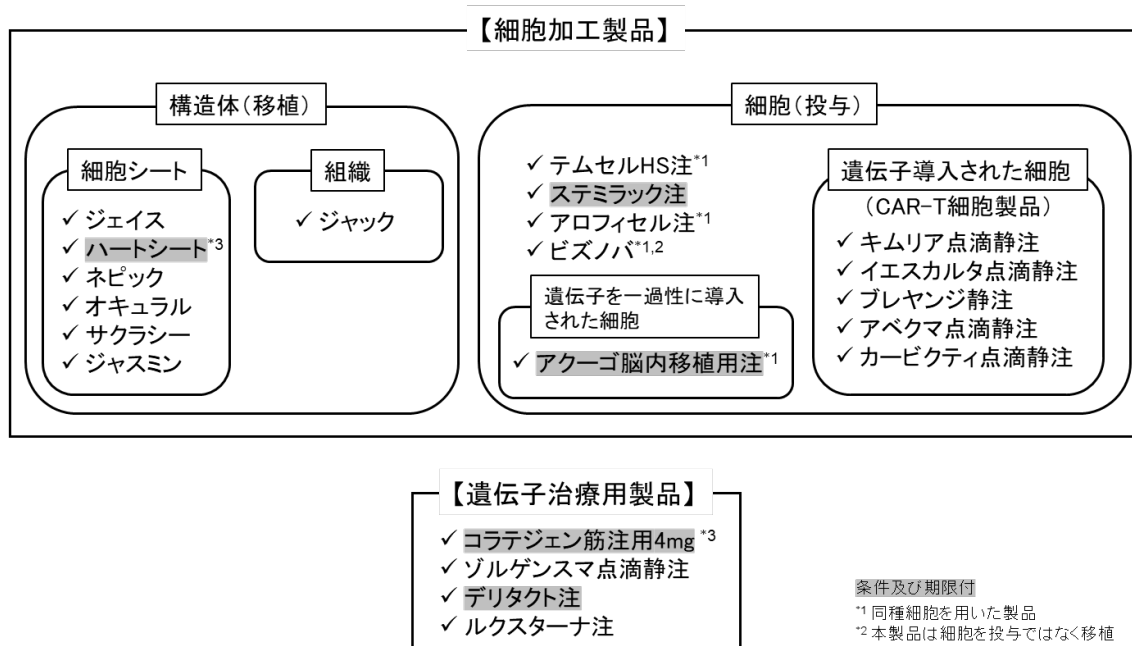 【細胞加工製品】
構造体（移植）
細胞シート
✓ ジェイス
✓ ハートシート*3
✓ ネピック
✓ オキュラル
✓ サクラシー
✓ ジャスミン
組織
✓ ジャック
細胞（投与）
✓ テムセルHS注*1
✓ ステミラック注
✓ アロフィセル注*1
✓ ビズノバ*1,2
遺伝子を一過性に導入
された細胞
✓ アクーゴ脳内移植用注*1
遺伝子導入された細胞
（CAR-T細胞製品）
✓ キムリア点滴静注
✓ イエスカルタ点滴静注
✓ ブレヤンジ静注
✓ アベクマ点滴静注
✓ カービクティ点滴静注
【遺伝子治療用製品】
✓ コラテジェン筋注用4mg *3
✓ ゾルゲンスマ点滴静注
✓ デリタクト注
✓ ルクスターナ注
条件及び期限付
*1 同種細胞を用いた製品
*2 本製品は細胞を投与ではなく移植